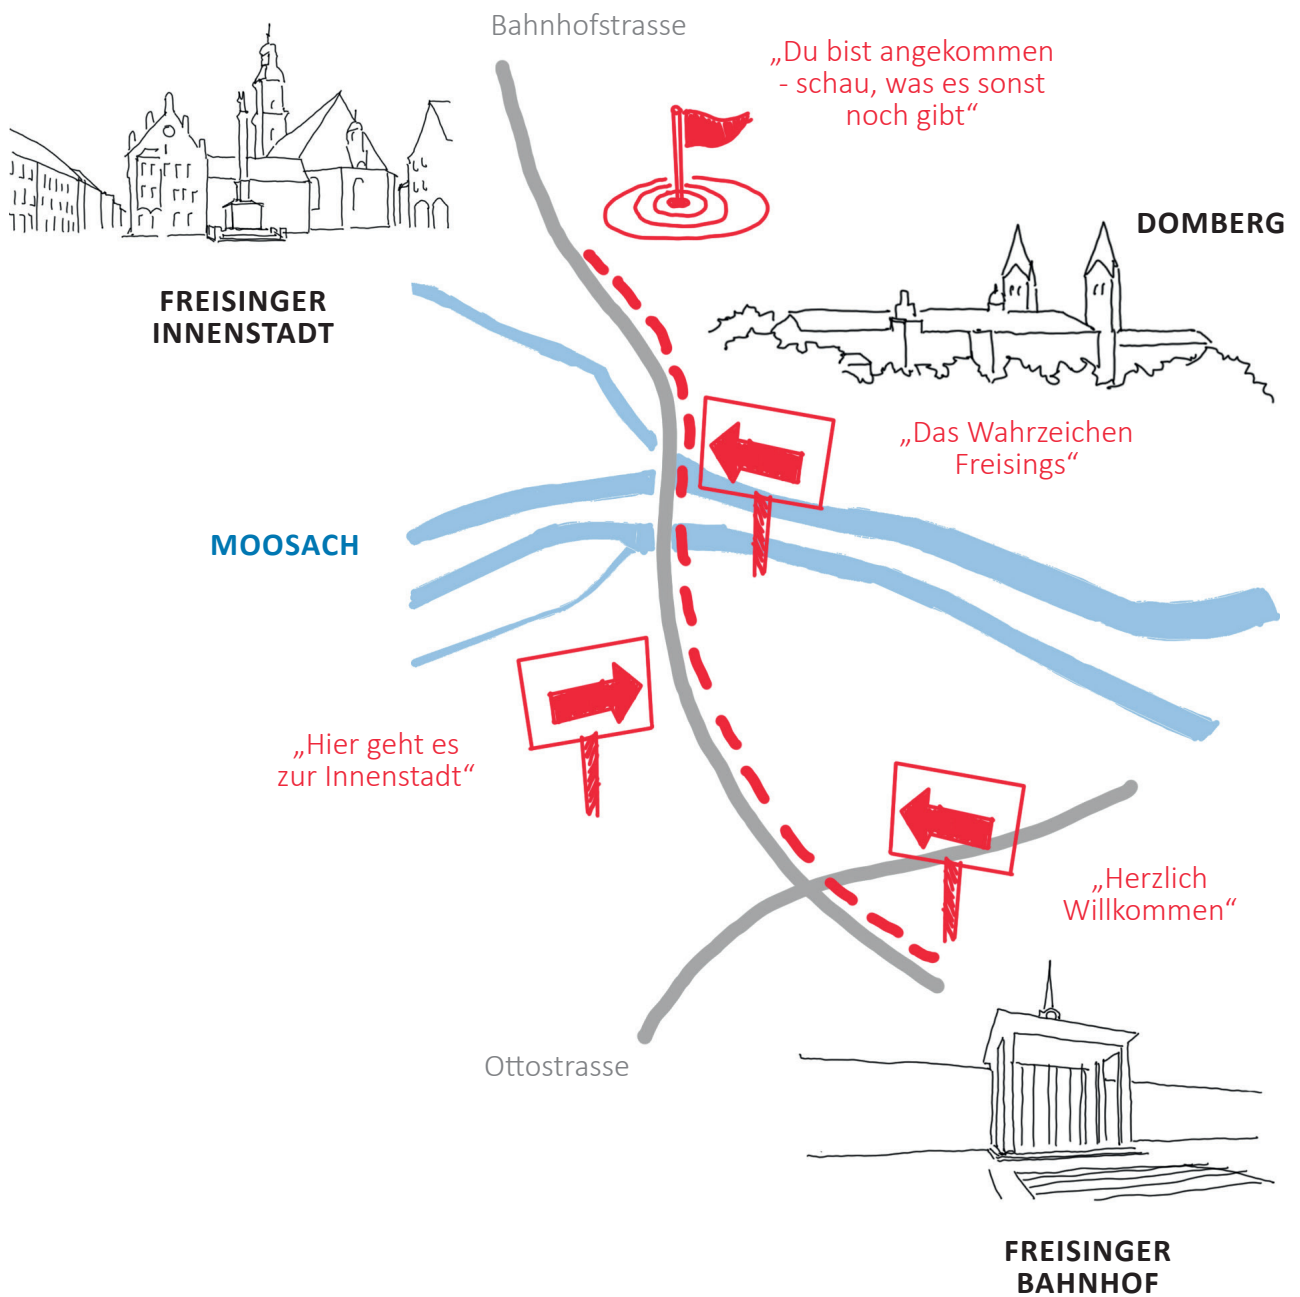 Bahnhofstrasse
„Du bist angekommen
- schau, was es sonst
noch gibt“
DOMBERG
FREISINGER
INNENSTADT
„Das Wahrzeichen
Freisings“
MOOSACH
„Hier geht es
zur Innenstadt“
„Herzlich
Willkommen“
Ottostrasse
FREISINGER
BAHNHOF